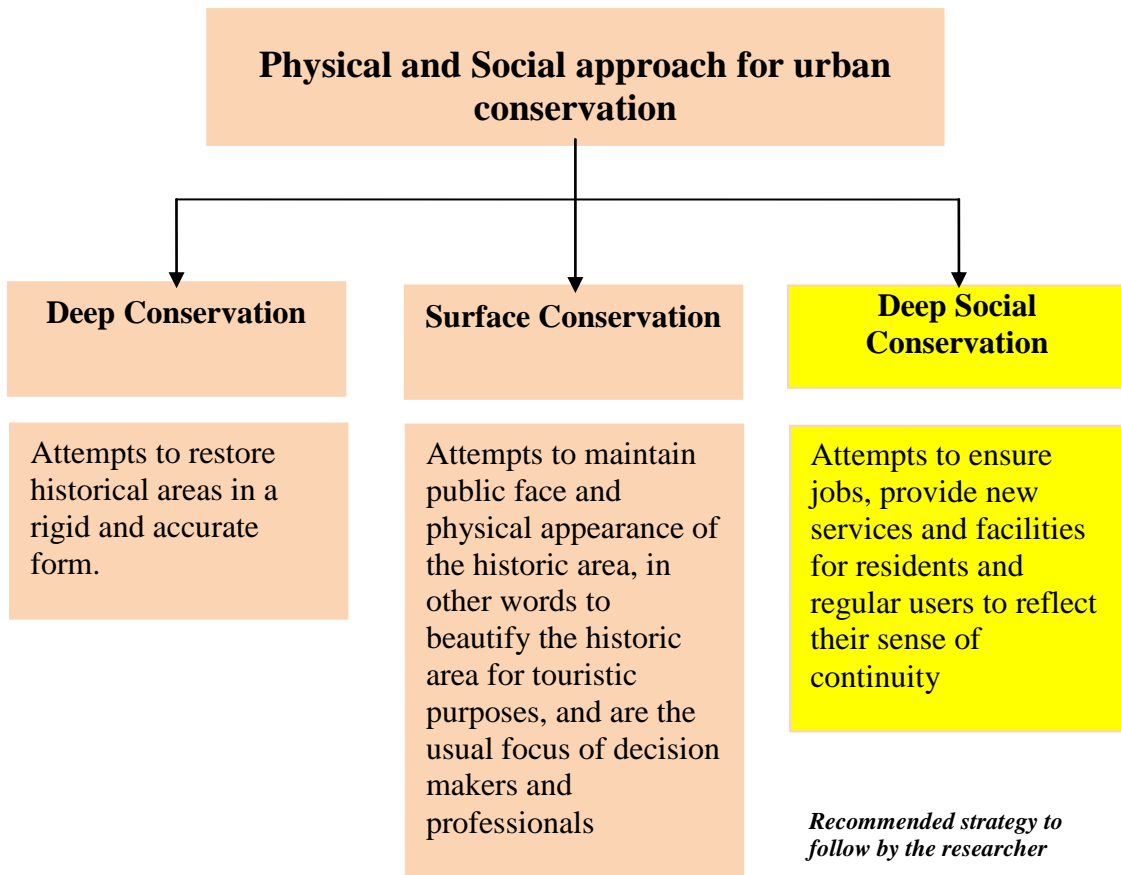 Physical and Social approach for urban
conservation
Deep Conservation
Attempts to restore
historical areas in a
rigid and accurate
form.
Surface Conservation
Attempts to maintain
public face and
physical appearance of
the historic area, in
other words to
beautify the historic
area for touristic
purposes, and are the
usual focus of decision
makers and
professionals
Deep Social
Conservation
Attempts to ensure
jobs, provide new
services and facilities
for residents and
regular users to reflect
their sense of
continuity
Recommended strategy to
follow by the researcher